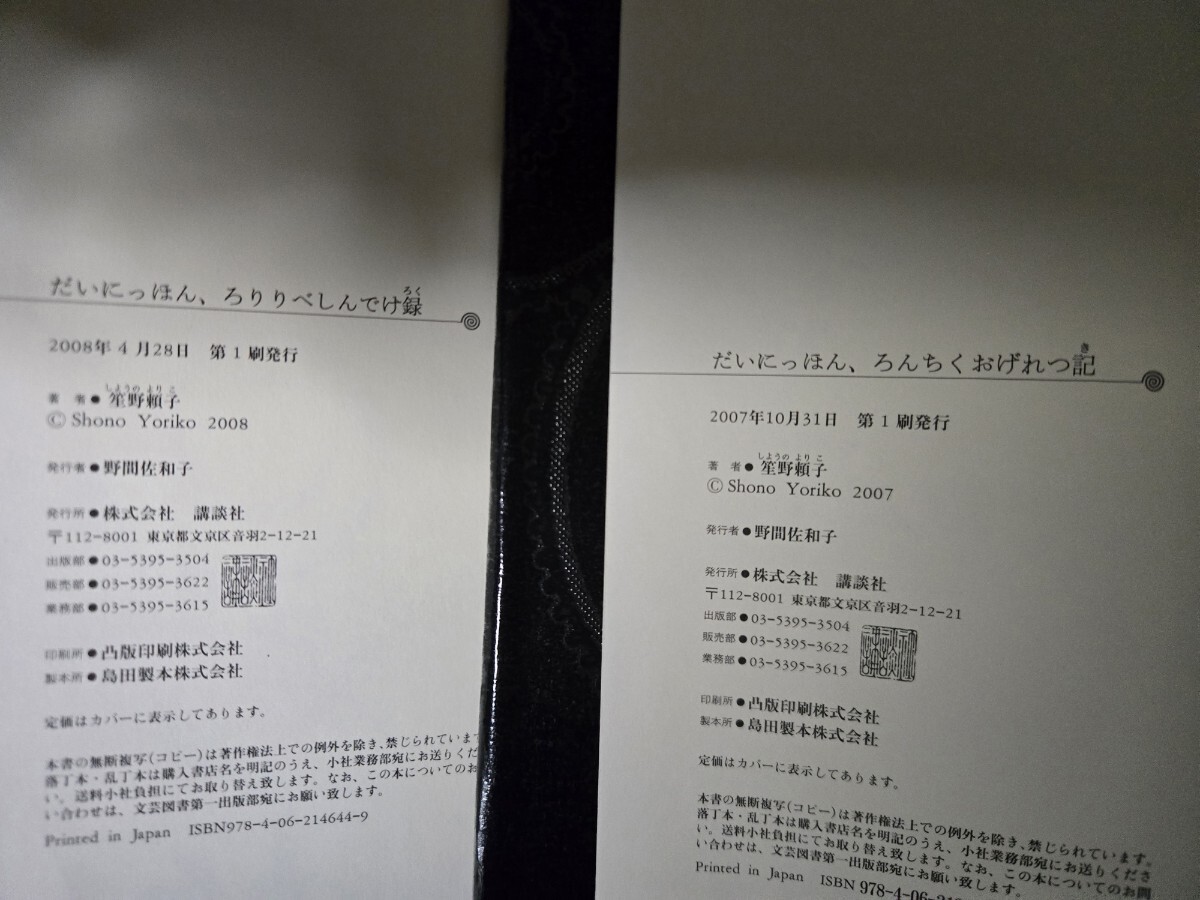 だいにっほん、ろりりべしんでけ録
ろく
2008年4月28日　第1刷発行
しょうの よりこ
著　者●笙野頼子
© Shono Yoriko 2008
発行者●野間佐和子
発行所●株式会社　講談社
〒112-8001 東京都文京区音羽2-12-21
出版部●03-5395-3504
販売部●03-5395-3622
業務部●03-5395-3615
印刷所●凸版印刷株式会社
製本所●島田製本株式会社
定価はカバーに表示してあります。
本書の無断複写(コピー)は著作権法上での例外を除き、禁じられています
落丁本・乱丁本は購入書店名を明記のうえ、小社業務部宛にお送りくだ
い。送料小社負担にてお取り替え致します。なお、この本についてのお
い合わせは、文芸図書第一出版部宛にお願い致します。
Printed in Japan　ISBN978-4-06-214644-9
だいにっほん、ろんちくおげれつ記
き
2007年10月31日　第1刷発行
しょうの よりこ
著　者●笙野頼子
© Shono Yoriko 2007
発行者●野間佐和子
発行所●株式会社　講談社
〒112-8001 東京都文京区音羽2-12-21
出版部●03-5395-3504
販売部●03-5395-3622
業務部●03-5395-3615
印刷所●凸版印刷株式会社
製本所●島田製本株式会社
定価はカバーに表示してあります。
本書の無断複写(コピー)は著作権法上での例外を除き、禁じられています。
落丁本・乱丁本は購入書店名を明記のうえ、小社業務部宛にお送りくださ
い。送料小社負担にてお取り替え致します。なお、この本についてのお問
い合わせは、文芸図書第一出版部宛にお願い致します。
Printed in Japan　ISBN 978-4-06-21